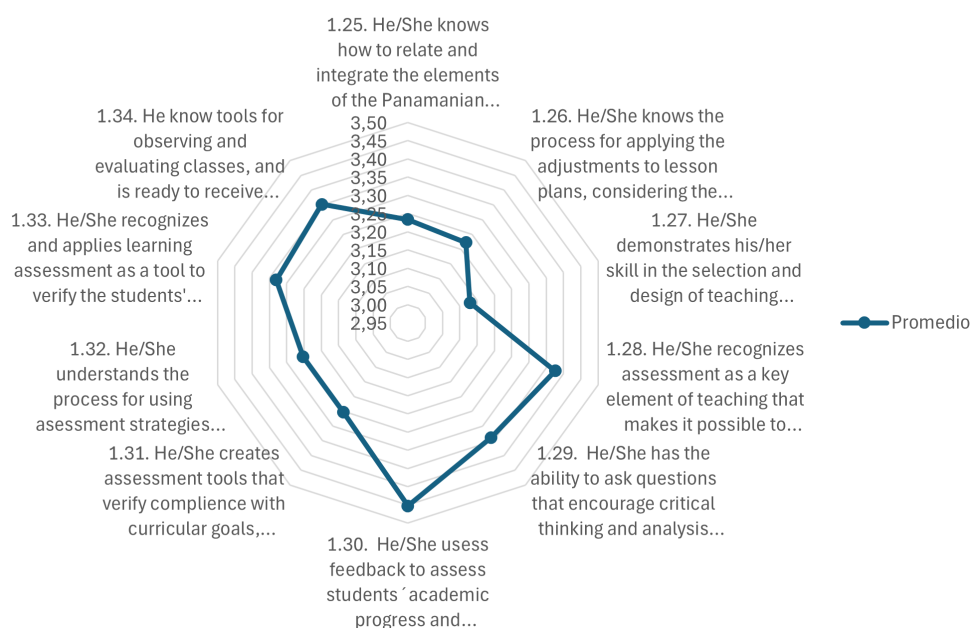 1.25. He/She knows
how to relate and
integrate the elements
of the Panamanian...
1.26. He/She knows the
process for applying the
adjustments to lesson
plans, considering the...
1.27. He/She
demonstrates his/her
skill in the selection and
design of teaching...
1.28. He/She recognizes
assessment as a key
element of teaching that
makes it possible to...
1.29.  He/She has the
ability to ask questions
that encourage critical
thinking and analysis...
1.30.  He/She usess
feedback to assess
students ´academic
progress and...
1.31. He/She creates
assessment tools that
verify complience with
curricular goals,...
1.32. He/She
understands the
process for using
asessment strategies...
1.33. He/She recognizes
and applies learning
assessment as a tool to
verify the students'...
1.34. He know tools for
observing and
evaluating classes, and
is ready to receive...
3,50
3,45
3,40
3,35
3,30
3,25
3,20
3,15
3,10
3,05
3,00
2,95
Promedio